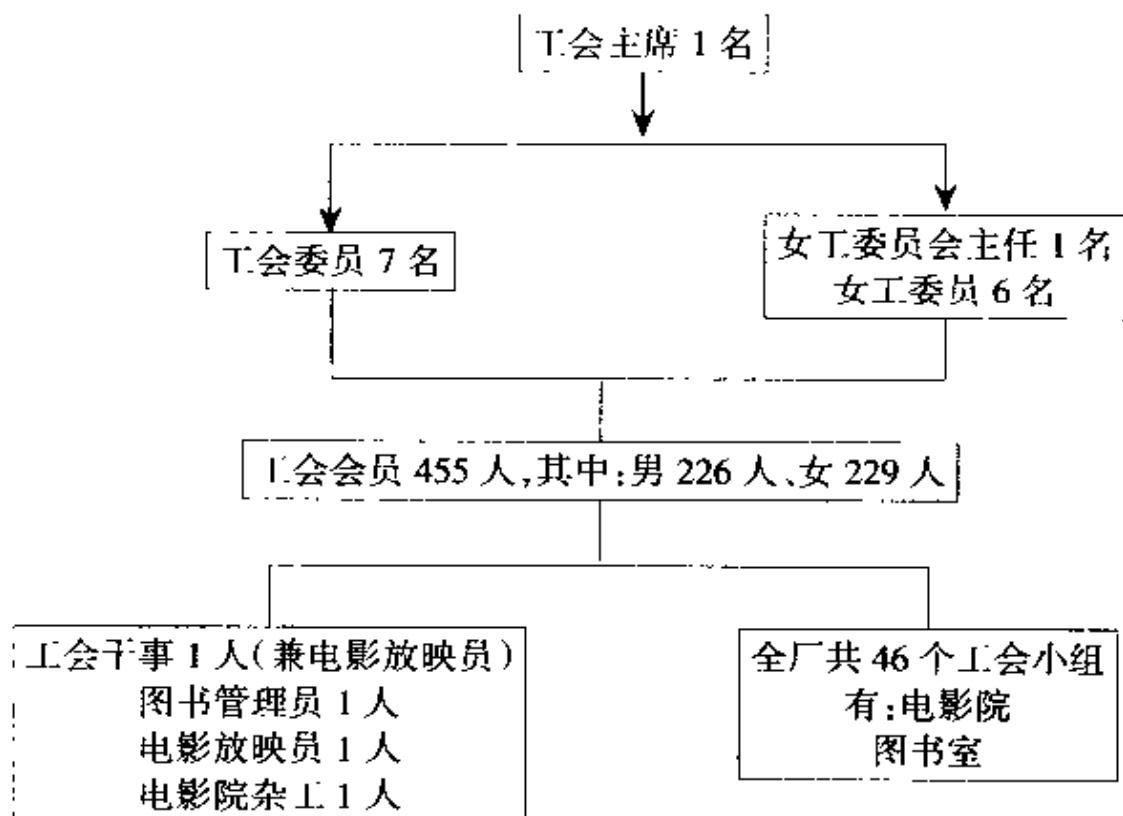 工会主席 1 名
工会委员 7 名
女工委员会主任 1 名
女工委员 6 名
工会会员 455 人,其中:男 226 人、女 229 人
工会干事 1 人(兼电影放映员)
图书管理员 1 人
电影放映员 1 人
电影院杂工 1 人
全厂共 46 个工会小组
有:电影院
图书室